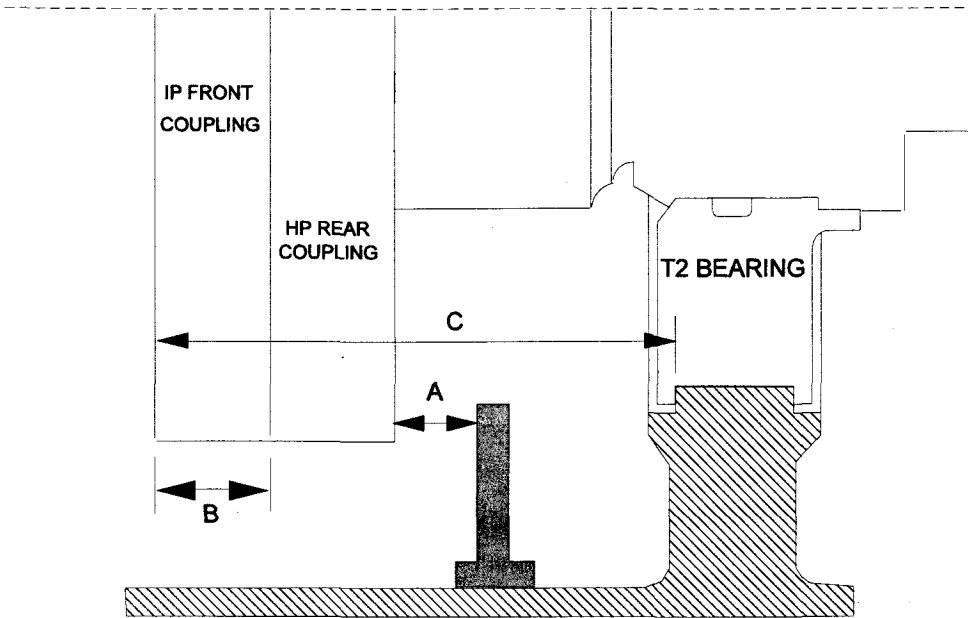 IP FRONT
COUPLING
HP REAR
COUPLING
T2 BEARING
C
A
B